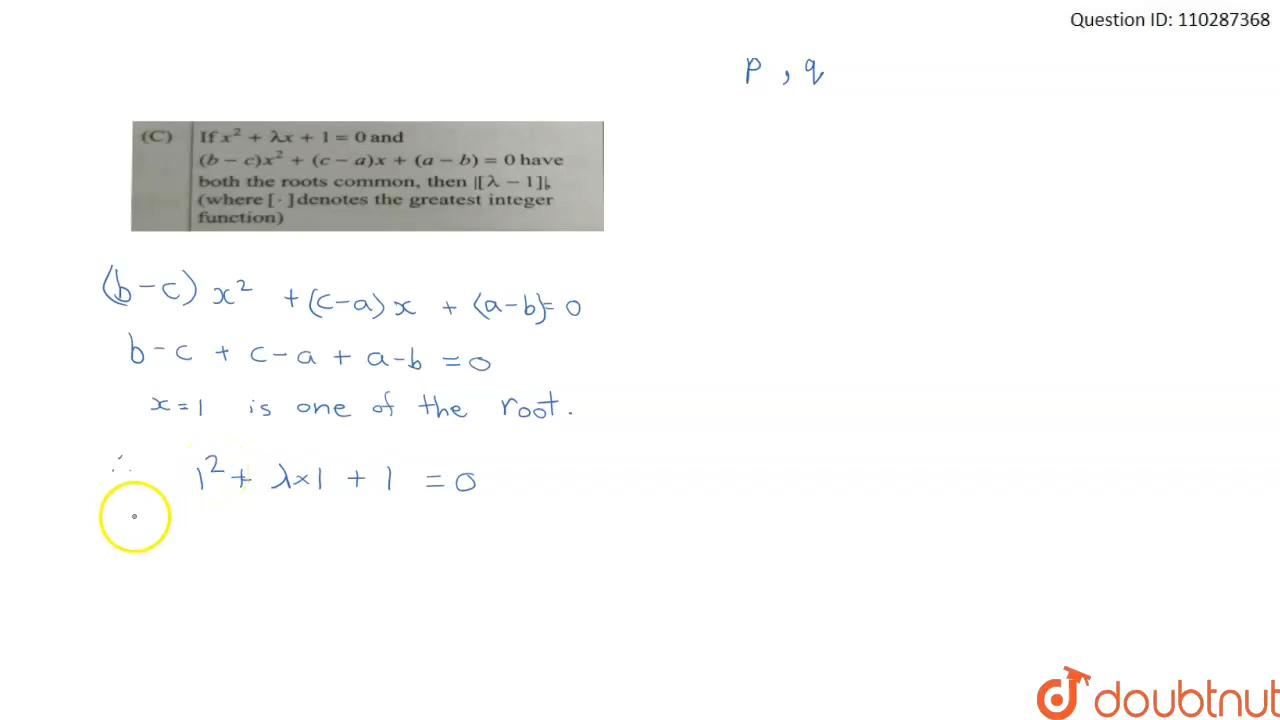 Question ID: 110287368
p , q
(C) If x² + λx + 1 = 0 and
(b − c)x² + (c − a)x + (a − b) = 0 have
both the roots common, then |[λ − 1]|,
(where [ · ] denotes the greatest integer
function)
(b-c) x² + (c-a) x + (a-b) = 0
b-c + c-a + a-b = 0
x=1 is one of the root.
∴ 1² + λ×1 + 1 = 0
doubtnut